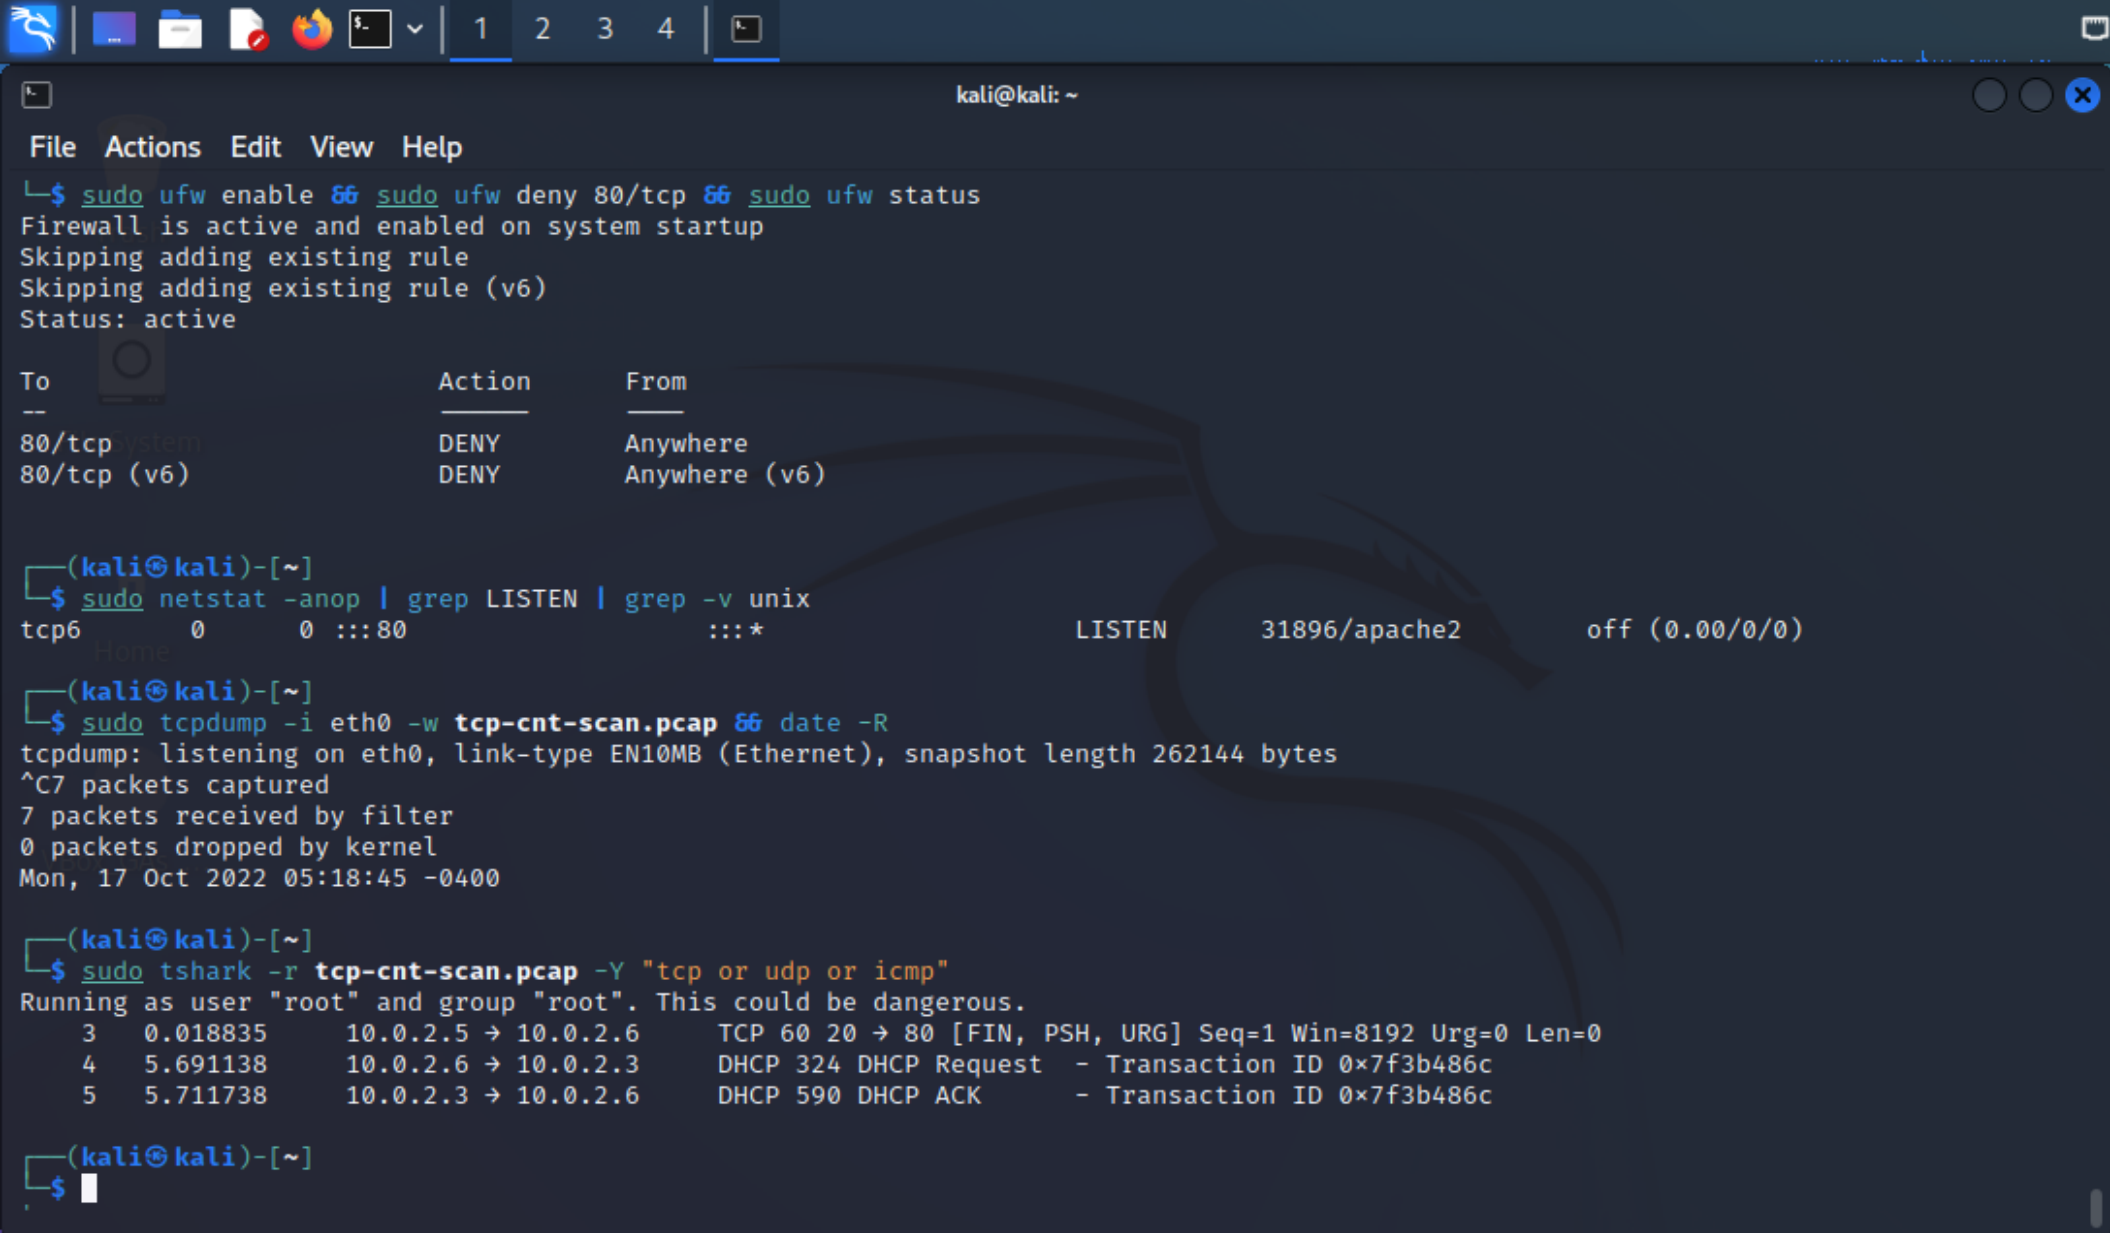 1 2 3 4
kali@kali: ~
File Actions Edit View Help
└─$ sudo ufw enable && sudo ufw deny 80/tcp && sudo ufw status
Firewall is active and enabled on system startup
Skipping adding existing rule
Skipping adding existing rule (v6)
Status: active
To Action From
-- ------ ----
80/tcp DENY Anywhere
80/tcp (v6) DENY Anywhere (v6)
┌──(kali㉿kali)-[~]
└─$ sudo netstat -anop | grep LISTEN | grep -v unix
tcp6 0 0 :::80 :::* LISTEN 31896/apache2 off (0.00/0/0)
┌──(kali㉿kali)-[~]
└─$ sudo tcpdump -i eth0 -w tcp-cnt-scan.pcap && date -R
tcpdump: listening on eth0, link-type EN10MB (Ethernet), snapshot length 262144 bytes
^C7 packets captured
7 packets received by filter
0 packets dropped by kernel
Mon, 17 Oct 2022 05:18:45 -0400
┌──(kali㉿kali)-[~]
└─$ sudo tshark -r tcp-cnt-scan.pcap -Y "tcp or udp or icmp"
Running as user "root" and group "root". This could be dangerous.
3 0.018835 10.0.2.5 → 10.0.2.6 TCP 60 20 → 80 [FIN, PSH, URG] Seq=1 Win=8192 Urg=0 Len=0
4 5.691138 10.0.2.6 → 10.0.2.3 DHCP 324 DHCP Request - Transaction ID 0×7f3b486c
5 5.711738 10.0.2.3 → 10.0.2.6 DHCP 590 DHCP ACK - Transaction ID 0×7f3b486c
┌──(kali㉿kali)-[~]
└─$
System
Home